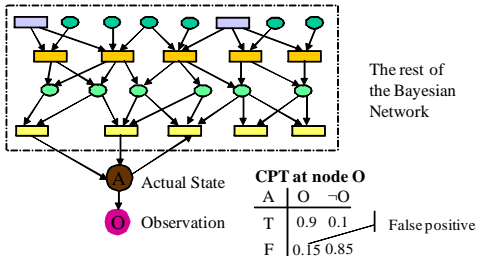 The rest of
the Bayesian
Network
A Actual State
O Observation
CPT at node O
A O ¬O
T 0.9 0.1
F 0.15 0.85
False positive